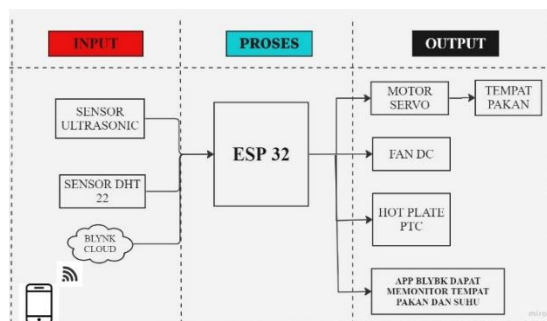 INPUT
PROSES
OUTPUT
SENSOR
ULTRASONIC
SENSOR DHT
22
BLYNK
CLOUD
ESP 32
MOTOR
SERVO
TEMPAT
PAKAN
FAN DC
HOT PLATE
PTC
APP BLYBK DAPAT
MEMONITOR TEMPAT
PAKAN DAN SUHU
miro